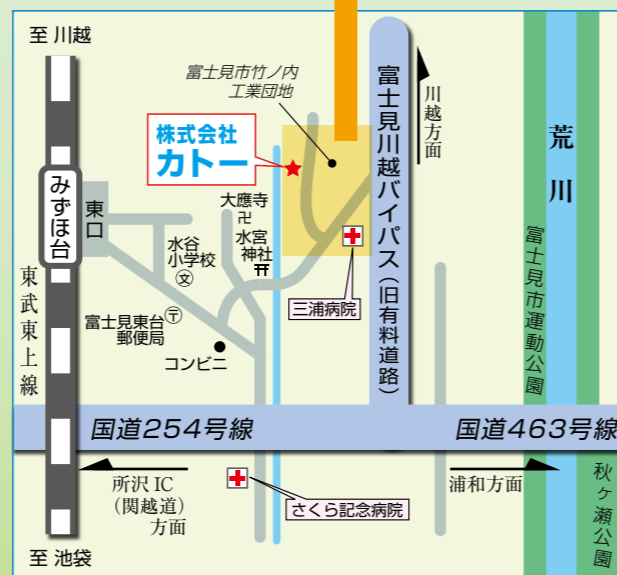 至 川越
富士見市竹ノ内
工業団地
株式会社
カトー
富士見川越バイパス（旧有料道路）
川越方面
荒川
みずほ台
東口
大應寺
卍
水宮
神社
水谷
小学校
文
三浦病院
富士見東台
郵便局
〒
コンビニ
東武東上線
富士見市運動公園
国道254号線
国道463号線
所沢 IC
（関越道）
方面
さくら記念病院
浦和方面
秋ヶ瀬公園
至 池袋